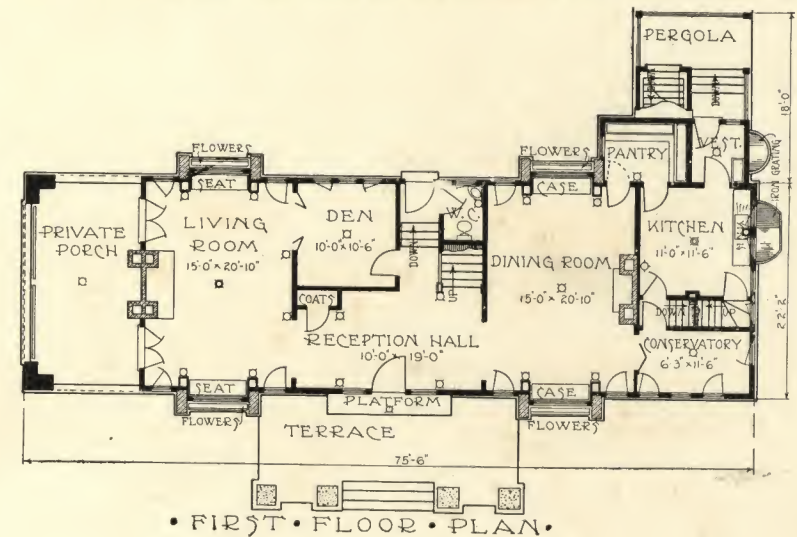 PERGOLA
DOWN
DOWN
18'-0"
FLOWERS
FLOWERS
PANTRY
VEST.
(IRON GRATING)
SEAT
CASE
W.C.
PRIVATE
PORCH
LIVING
ROOM
15'-0" x 20'-10"
DEN
10'-0" x 10'-6"
DOWN
UP
DINING ROOM
15'-0" x 20'-10"
KITCHEN
11'-0" x 11'-6"
COATS
DOWN
UP
22'-2"
RECEPTION HALL
10'-0" x 19'-0"
CONSERVATORY
6'-3" x 11'-6"
SEAT
CASE
PLATFORM
FLOWERS
FLOWERS
TERRACE
75'-6"
• FIRST • FLOOR • PLAN •